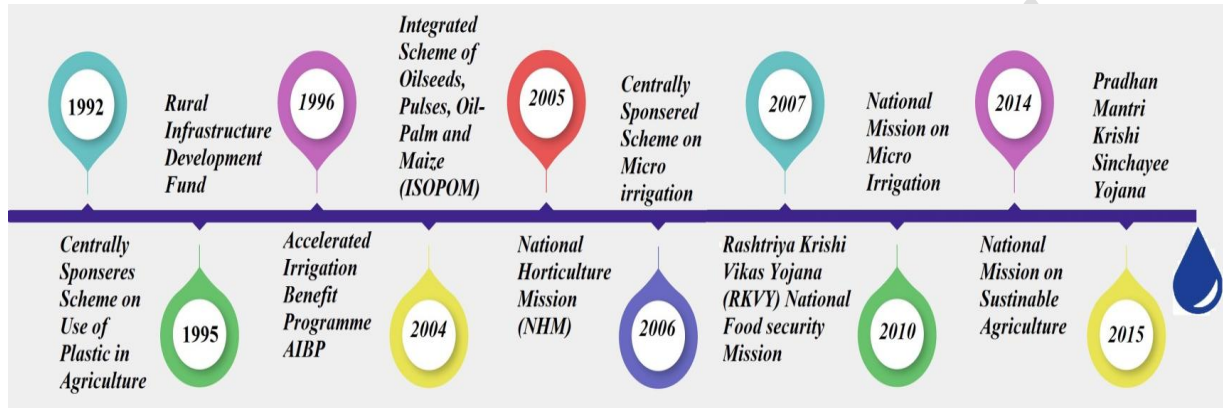 1992
Centrally
Sponseres
Scheme on
Use of
Plastic in
Agriculture
Rural
Infrastructure
Development
Fund
1995
1996
Accelerated
Irrigation
Benefit
Programme
AIBP
Integrated
Scheme of
Oilseeds,
Pulses, Oil-
Palm and
Maize
(ISOPOM)
2004
2005
National
Horticulture
Mission
(NHM)
Centrally
Sponsered
Scheme on
Micro
irrigation
2006
2007
Rashtriya Krishi
Vikas Yojana
(RKVY) National
Food security
Mission
National
Mission on
Micro
Irrigation
2010
2014
National
Mission on
Sustinable
Agriculture
Pradhan
Mantri
Krishi
Sinchayee
Yojana
2015